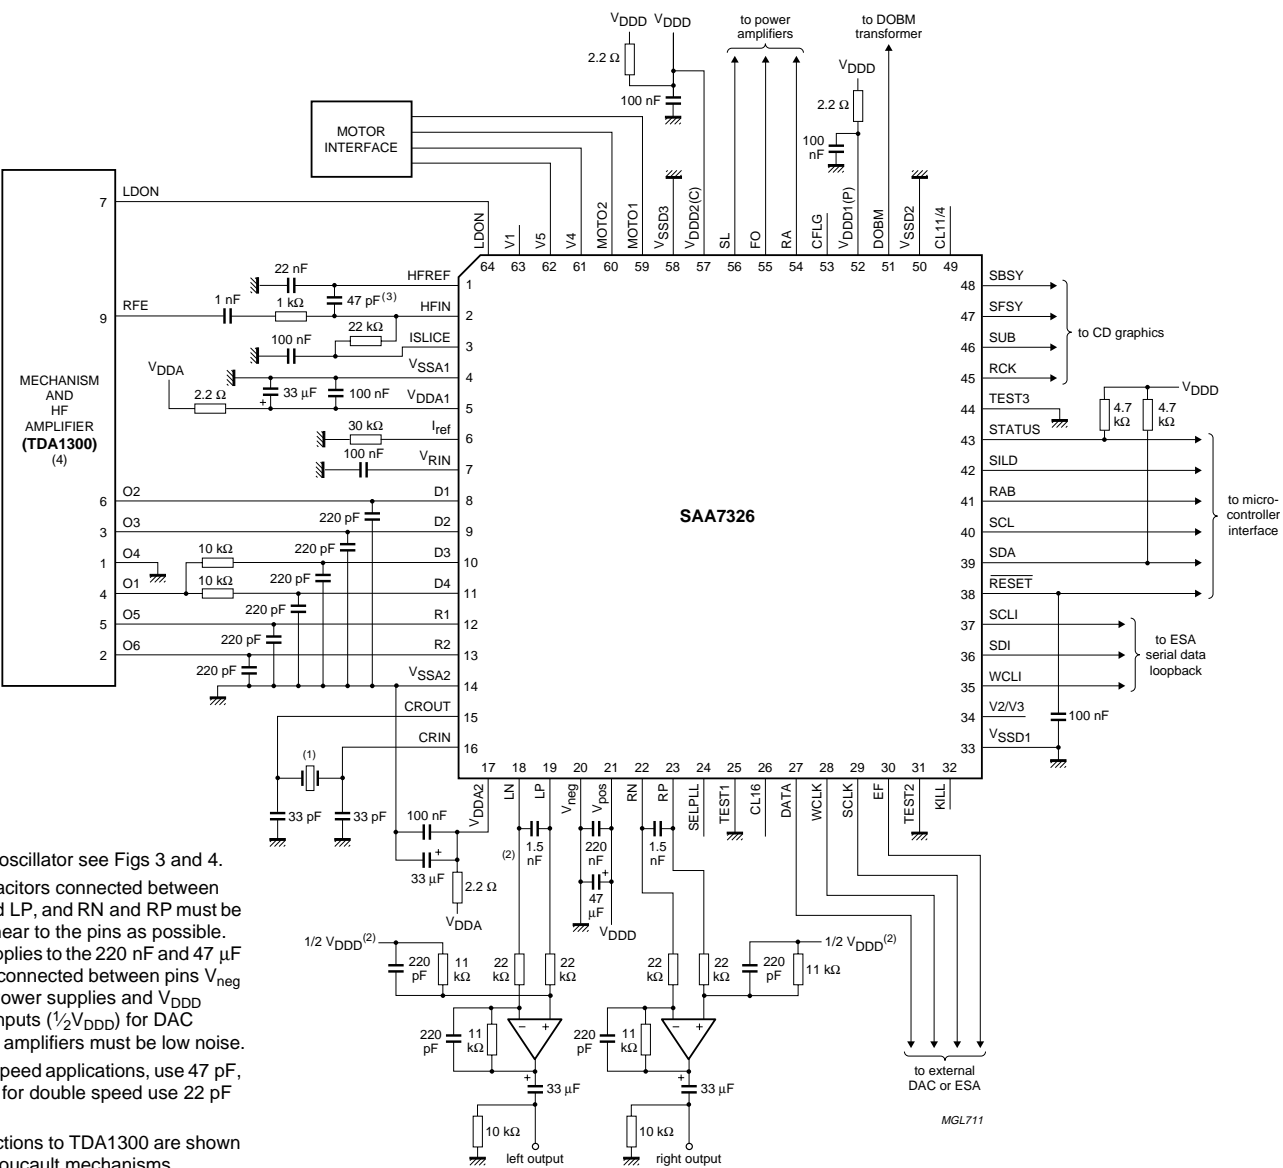 VDDD VDDD
2.2 Ω
100 nF
to power
amplifiers
to DOBM
transformer
VDDD
2.2 Ω
100
nF
MOTOR
INTERFACE
7 LDON
9 RFE
MECHANISM
AND
HF
AMPLIFIER
(TDA1300)
(4)
6 O2
3 O3
1 O4
4 O1
5 O5
2 O6
LDON
V1
V5
V4
MOTO2
MOTO1
VSSD3
VDDD2(C)
SL
FO
RA
CFLG
VDDD1(P)
DOBM
VSSD2
CL11/4
64 63 62 61 60 59 58 57 56 55 54 53 52 51 50 49
22 nF
HFREF 1
47 pF(3)
1 nF
1 kΩ
HFIN 2
22 kΩ
100 nF
ISLICE 3
VSSA1 4
VDDA
2.2 Ω
33 μF
+
100 nF
VDDA1 5
30 kΩ
Iref 6
100 nF
VRIN 7
D1 8
220 pF
D2 9
220 pF
10 kΩ
D3 10
220 pF
10 kΩ
D4 11
220 pF
R1 12
220 pF
R2 13
220 pF
VSSA2 14
CROUT 15
CRIN 16
(1)
33 pF
33 pF
SAA7326
48 SBSY
47 SFSY
46 SUB
45 RCK
to CD graphics
44 TEST3
VDDD
4.7
kΩ
4.7
kΩ
43 STATUS
42 SILD
41 RAB
40 SCL
39 SDA
38 RESET
to micro-
controller
interface
37 SCLI
36 SDI
35 WCLI
to ESA
serial data
loopback
34 V2/V3
100 nF
33 VSSD1
17 18 19 20 21 22 23 24 25 26 27 28 29 30 31 32
VDDA2
LN
LP
Vneg
Vpos
RN
RP
SELPLL
TEST1
CL16
DATA
WCLK
SCLK
EF
TEST2
KILL
100 nF
33 μF
+
2.2 Ω
VDDA
(2)
1.5
nF
220
nF
+
47
μF
VDDD
1.5
nF
1/2 VDDD(2)
220
pF
11
kΩ
22
kΩ
22
kΩ
22
kΩ
22
kΩ
220
pF
11 kΩ
1/2 VDDD(2)
220
pF
11
kΩ
− +
+
33 μF
10 kΩ
left output
220
pF
11
kΩ
− +
+
33 μF
10 kΩ
right output
to external
DAC or ESA
MGL711
oscillator see Figs 3 and 4.
acitors connected between
d LP, and RN and RP must be
near to the pins as possible.
pplies to the 220 nF and 47 μF
connected between pins Vneg
ower supplies and VDDD
nputs (½VDDD) for DAC
amplifiers must be low noise.
peed applications, use 47 pF,
for double speed use 22 pF
ctions to TDA1300 are shown
oucault mechanisms